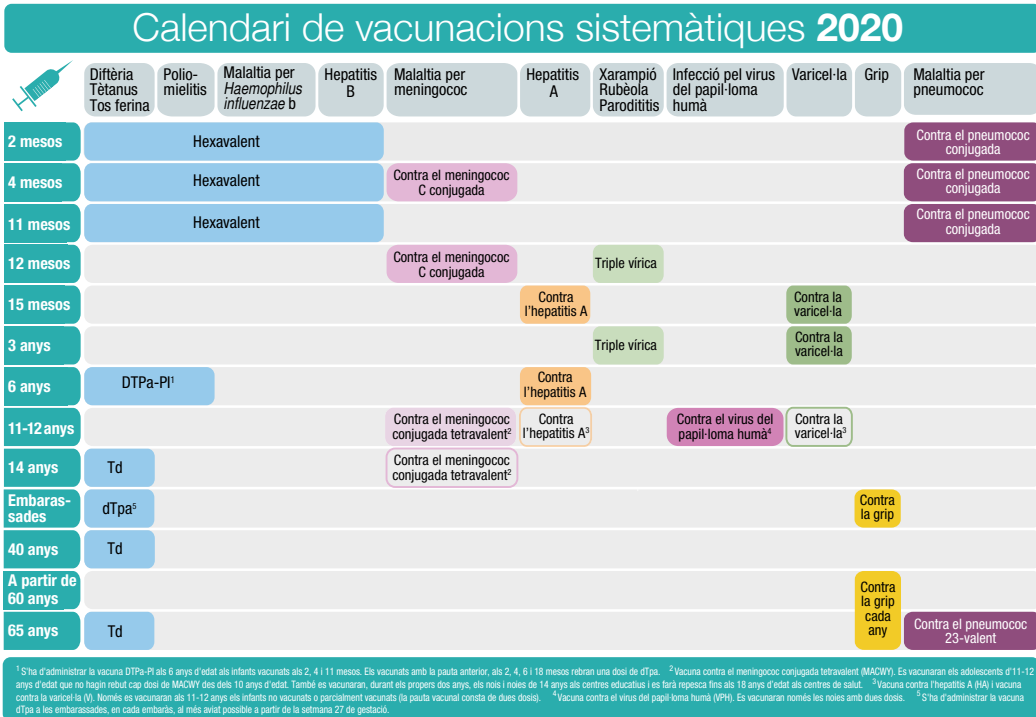 Calendari de vacunacions sistemàtiques 2020
Diftèria
Tètanus
Tos ferina
Polio-
mielitis
Malaltia per
Haemophilus
influenzae b
Hepatitis
B
Malaltia per
meningococ
Hepatitis
A
Xarampió
Rubèola
Parodititis
Infecció pel virus
del papil·loma
humà
Varicel·la
Grip
Malaltia per
pneumococ
2 mesos
Hexavalent
Contra el pneumococ
conjugada
4 mesos
Hexavalent
Contra el meningococ
C conjugada
Contra el pneumococ
conjugada
11 mesos
Hexavalent
Contra el pneumococ
conjugada
12 mesos
Contra el meningococ
C conjugada
Triple vírica
15 mesos
Contra
l'hepatitis A
Contra la
varicel·la
3 anys
Triple vírica
Contra la
varicel·la
6 anys
DTPa-PI¹
Contra
l'hepatitis A
11-12 anys
Contra el meningococ
conjugada tetravalent²
Contra
l'hepatitis A³
Contra el virus del
papil·loma humà⁴
Contra la
varicel·la³
14 anys
Td
Contra el meningococ
conjugada tetravalent²
Embaras-
sades
dTpa⁵
Contra
la grip
40 anys
Td
A partir de
60 anys
Contra
la grip
cada
any
65 anys
Td
Contra el pneumococ
23-valent
¹ S'ha d'administrar la vacuna DTPa-PI als 6 anys d'edat als infants vacunats als 2, 4 i 11 mesos. Els vacunats amb la pauta anterior, als 2, 4, 6 i 18 mesos rebran una dosi de dTpa. ² Vacuna contra el meningococ conjugada tetravalent (MACWY). Es vacunaran els adolescents d'11-12
anys d'edat que no hagin rebut cap dosi de MACWY des dels 10 anys d'edat. També es vacunaran, durant els propers dos anys, els nois i noies de 14 anys als centres educatius i es farà repesca fins als 18 anys d'edat als centres de salut. ³ Vacuna contra l'hepatitis A (HA) i vacuna
contra la varicel·la (V). Només es vacunaran als 11-12 anys els infants no vacunats o parcialment vacunats (la pauta vacunal consta de dues dosis). ⁴ Vacuna contra el virus del papil·loma humà (VPH). Es vacunaran només les noies amb dues dosis. ⁵ S'ha d'administrar la vacuna
dTpa a les embarassades, en cada embaràs, al més aviat possible a partir de la setmana 27 de gestació.